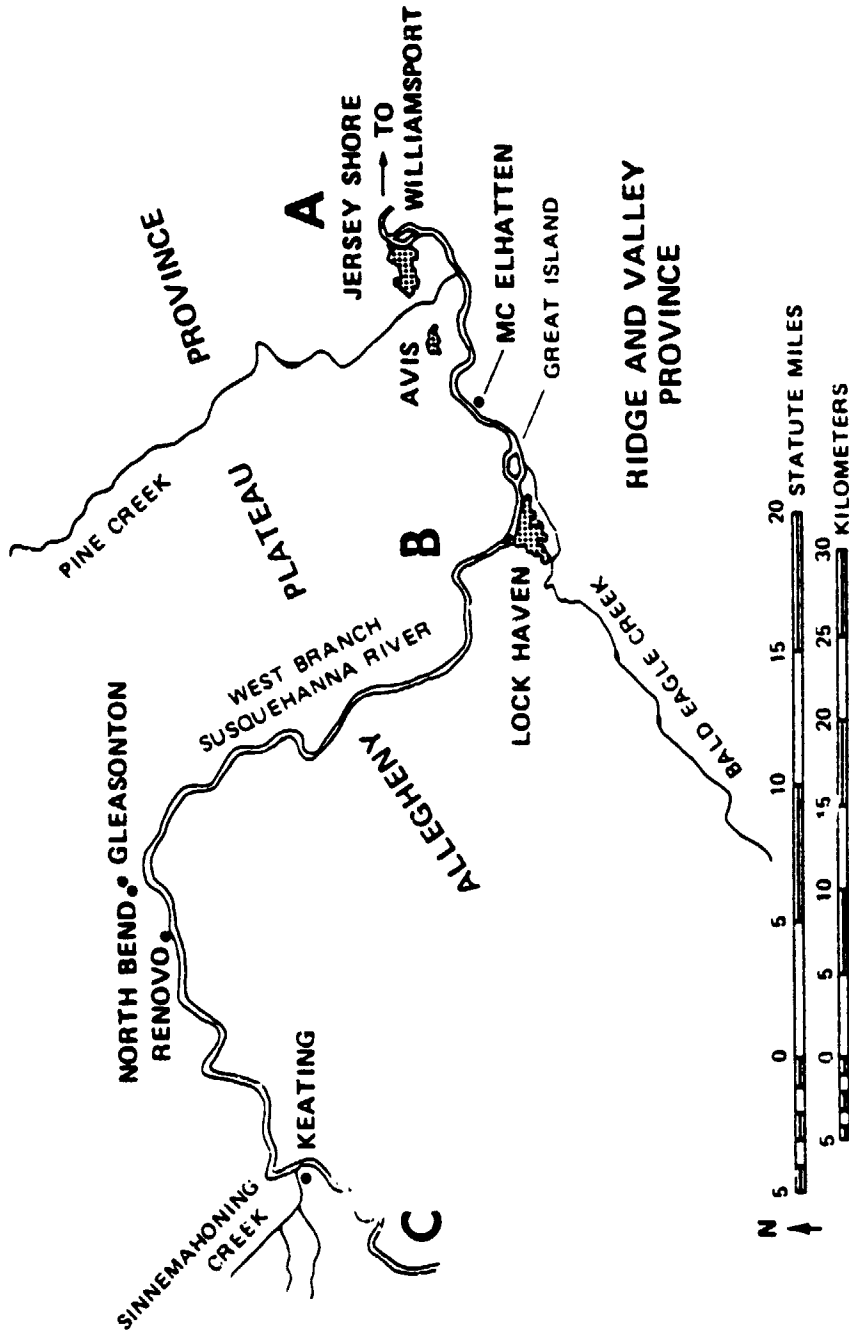 PROVINCE
A
JERSEY SHORE
TO
WILLIAMSPORT
PINE CREEK
PLATEAU
AVIS
MC ELHATTEN
GREAT ISLAND
B
NORTH BEND
GLEASONTON
RENOVO
WEST BRANCH
SUSQUEHANNA RIVER
ALLEGHENY
LOCK HAVEN
RIDGE AND VALLEY
PROVINCE
BALD EAGLE CREEK
SINNEMAHONING
CREEK
KEATING
C
N
5 0 5 10 15 20
STATUTE MILES
5 0 5 10 15 20 25 30
KILOMETERS